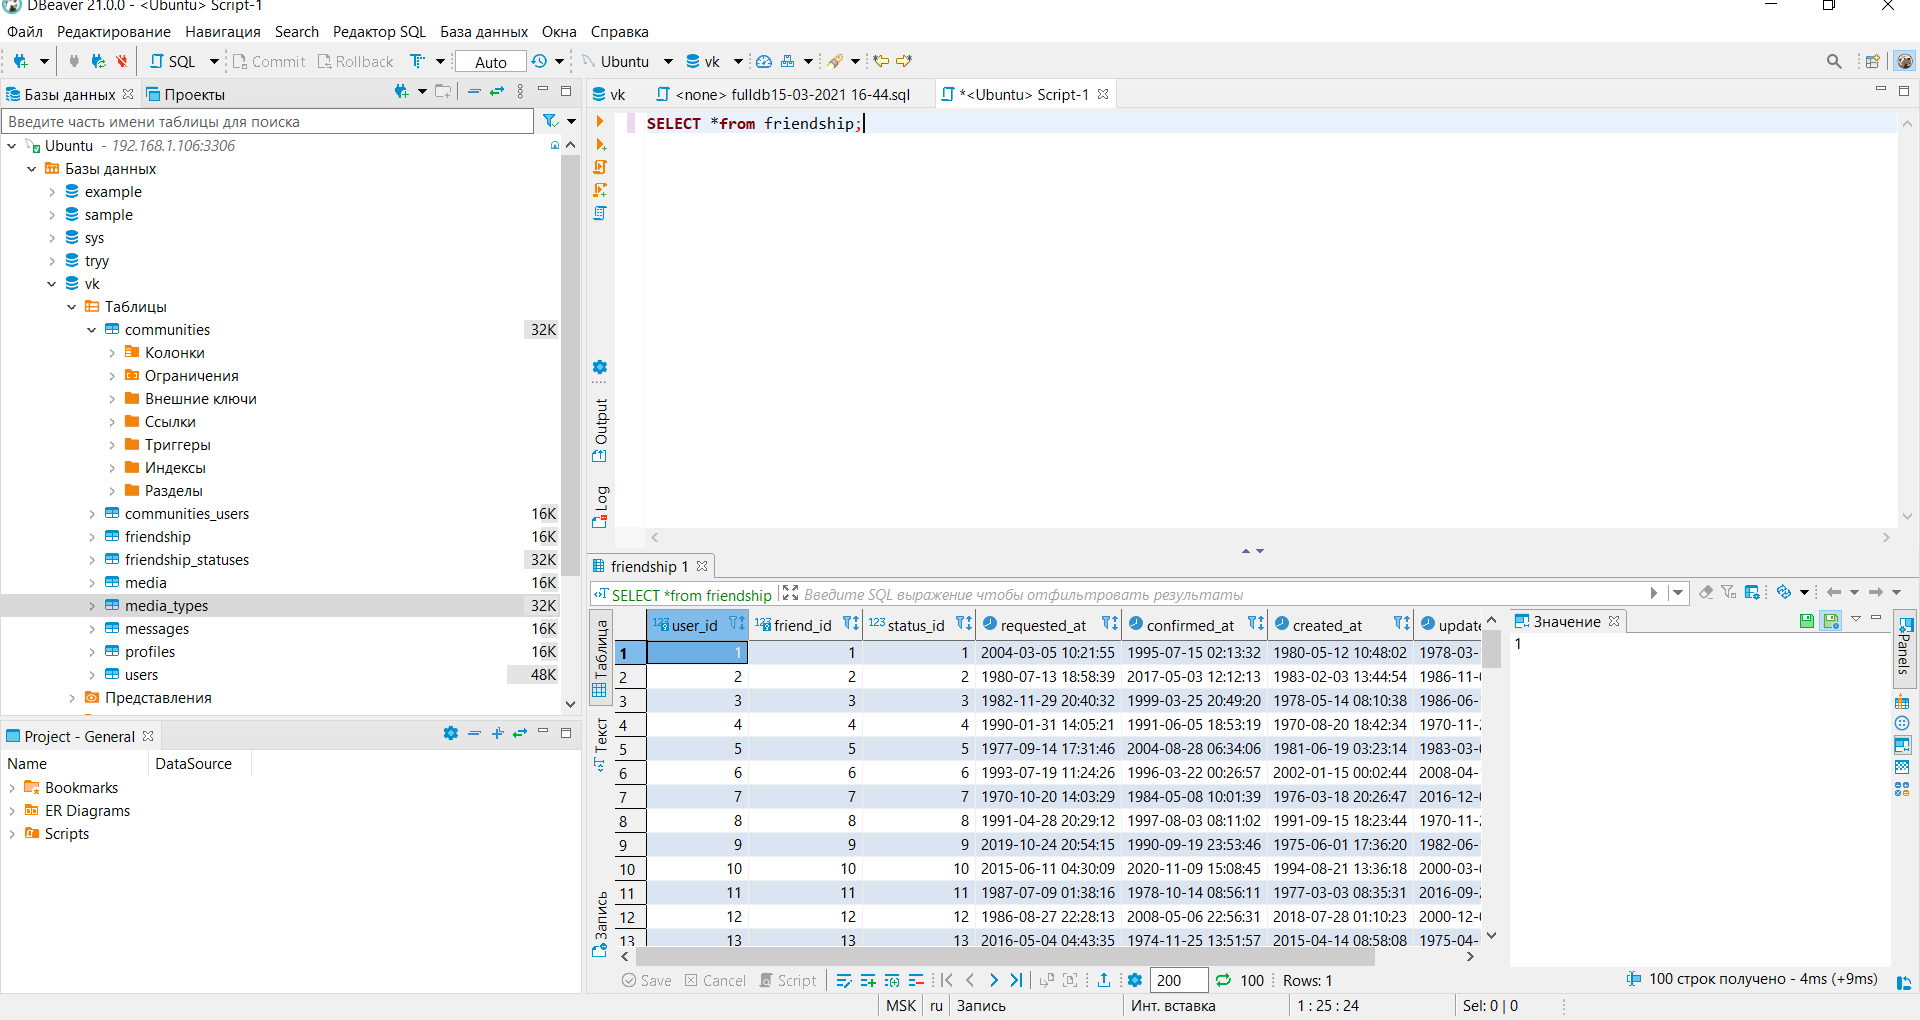 DBeaver 21.0.0 - <Ubuntu> Script-1
Файл Редактирование Навигация Search Редактор SQL База данных Окна Справка
SQL Commit Rollback Auto Ubuntu vk
Базы данных Проекты
Введите часть имени таблицы для поиска
Ubuntu - 192.168.1.106:3306
Базы данных
example
sample
sys
tryy
vk
Таблицы
communities 32K
Колонки
Ограничения
Внешние ключи
Ссылки
Триггеры
Индексы
Разделы
communities_users 16K
friendship 16K
friendship_statuses 32K
media 16K
media_types 32K
messages 16K
profiles 16K
users 48K
Представления
Project - General
Name DataSource
Bookmarks
ER Diagrams
Scripts
vk <none> fulldb15-03-2021 16-44.sql *<Ubuntu> Script-1
SELECT *from friendship;
Output
Log
friendship 1
SELECT *from friendship Введите SQL выражение чтобы отфильтровать результаты
Таблица
Текст
Запись
123 user_id 123 friend_id 123 status_id requested_at confirmed_at created_at update
1 1 1 1 2004-03-05 10:21:55 1995-07-15 02:13:32 1980-05-12 10:48:02 1978-03-
2 2 2 2 1980-07-13 18:58:39 2017-05-03 12:12:13 1983-02-03 13:44:54 1986-11-
3 3 3 3 1982-11-29 20:40:32 1999-03-25 20:49:20 1978-05-14 08:10:38 1986-06-
4 4 4 4 1990-01-31 14:05:21 1991-06-05 18:53:19 1970-08-20 18:42:34 1970-11-
5 5 5 5 1977-09-14 17:31:46 2004-08-28 06:34:06 1981-06-19 03:23:14 1983-03-
6 6 6 6 1993-07-19 11:24:26 1996-03-22 00:26:57 2002-01-15 00:02:44 2008-04-
7 7 7 7 1970-10-20 14:03:29 1984-05-08 10:01:39 1976-03-18 20:26:47 2016-12-
8 8 8 8 1991-04-28 20:29:12 1997-08-03 08:11:02 1991-09-15 18:23:44 1970-11-
9 9 9 9 2019-10-24 20:54:15 1990-09-19 23:53:46 1975-06-01 17:36:20 1982-06-
10 10 10 10 2015-06-11 04:30:09 2020-11-09 15:08:45 1994-08-21 13:36:18 2000-03-
11 11 11 11 1987-07-09 01:38:16 1978-10-14 08:56:11 1977-03-03 08:35:31 2016-09-
12 12 12 12 1986-08-27 22:28:13 2008-05-06 22:56:31 2018-07-28 01:10:23 2000-12-
13 13 13 13 2016-05-04 04:43:35 1974-11-25 13:51:57 2015-04-14 08:58:08 1975-04-
Значение
1
Panels
Save Cancel Script 200 100 Rows: 1 100 строк получено - 4ms (+9ms)
MSK ru Запись Инт. вставка 1 : 25 : 24 Sel: 0 | 0